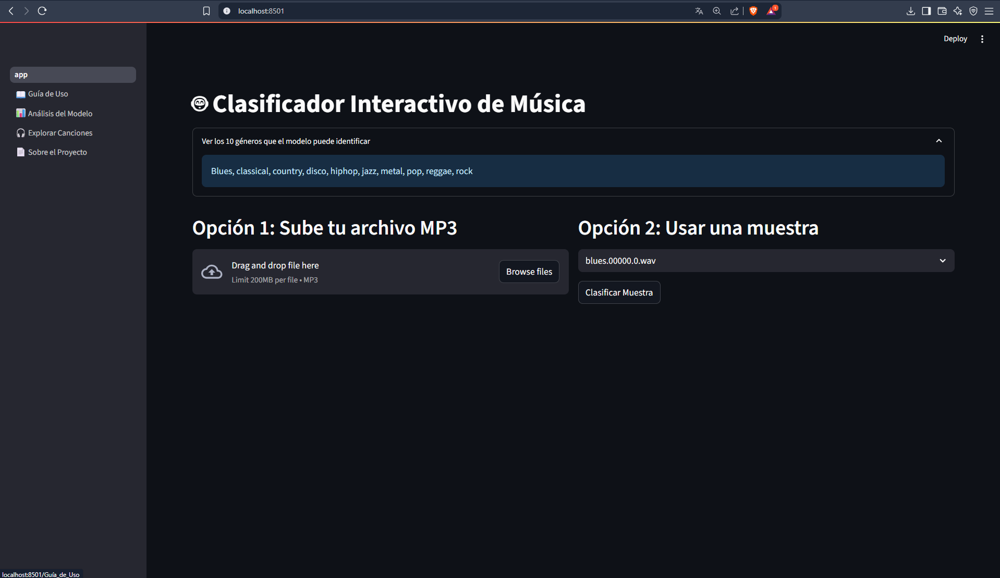 localhost:8501
1
Deploy
app
Guía de Uso
Análisis del Modelo
Explorar Canciones
Sobre el Proyecto
Clasificador Interactivo de Música
Ver los 10 géneros que el modelo puede identificar
Blues, classical, country, disco, hiphop, jazz, metal, pop, reggae, rock
Opción 1: Sube tu archivo MP3
Drag and drop file here
Limit 200MB per file • MP3
Browse files
Opción 2: Usar una muestra
blues.00000.0.wav
Clasificar Muestra
localhost:8501/Guía_de_Uso